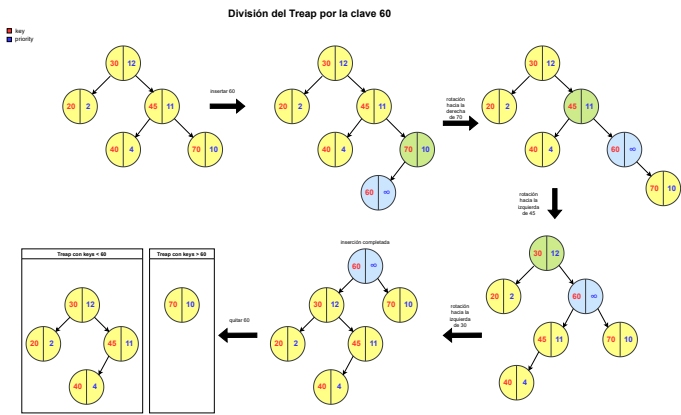 División del Treap por la clave 60
key
priority
30 12
20 2
45 11
40 4
70 10
insertar 60
30 12
20 2
45 11
40 4
70 10
60 ∞
rotación
hacia la
derecha
de 70
30 12
20 2
45 11
40 4
60 ∞
70 10
rotación
hacia la
izquierda
de 45
30 12
20 2
60 ∞
45 11
70 10
40 4
rotación
hacia la
izquierda
de 30
inserción completada
60 ∞
30 12
70 10
20 2
45 11
40 4
quitar 60
Treap con keys < 60
30 12
20 2
45 11
40 4
Treap con keys > 60
70 10